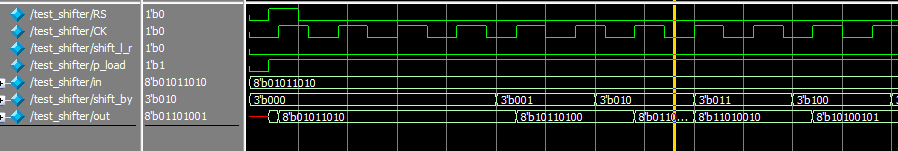 /test_shifter/RS 1'b0
/test_shifter/CK 1'b0
/test_shifter/shift_l_r 1'b0
/test_shifter/p_load 1'b1
/test_shifter/in 8'b01011010 8'b01011010
/test_shifter/shift_by 3'b010 3'b000 3'b001 3'b010 3'b011 3'b100
/test_shifter/out 8'b01101001 8'b01011010 8'b10110100 8'b0110... 8'b11010010 8'b10100101